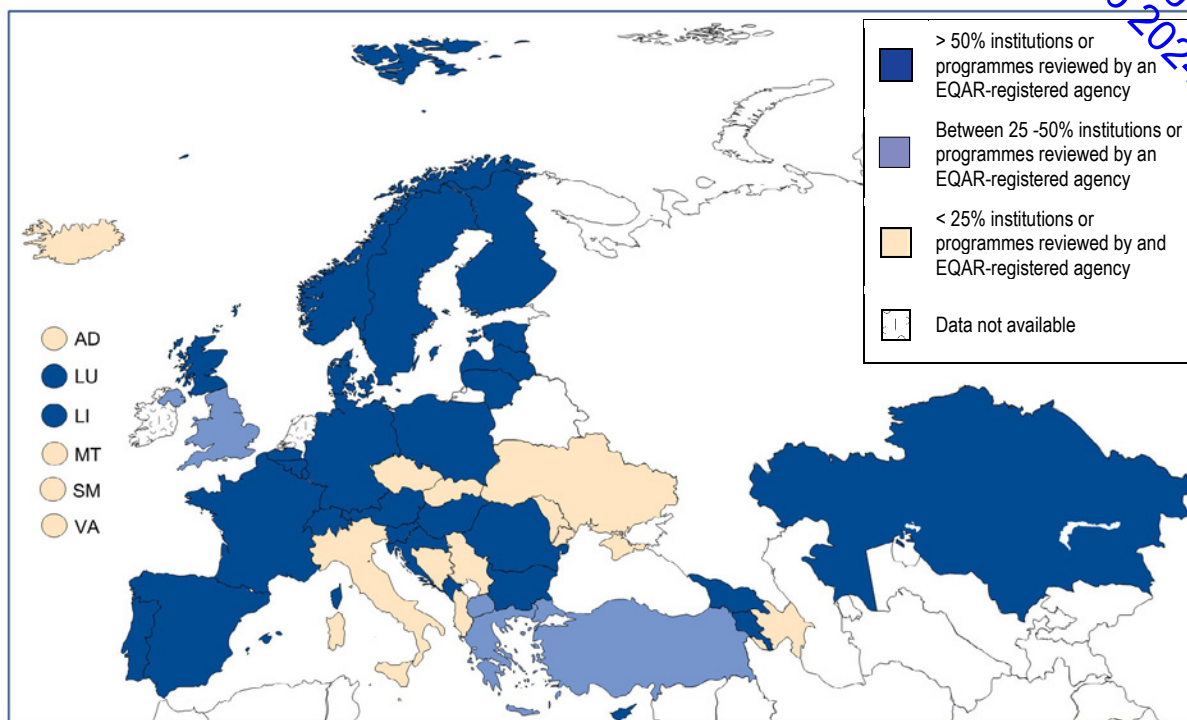 > 50% institutions or
programmes reviewed by an
EQAR-registered agency
Between 25 -50% institutions or
programmes reviewed by an
EQAR-registered agency
< 25% institutions or
programmes reviewed by and
EQAR-registered agency
Data not available
AD
LU
LI
MT
SM
VA